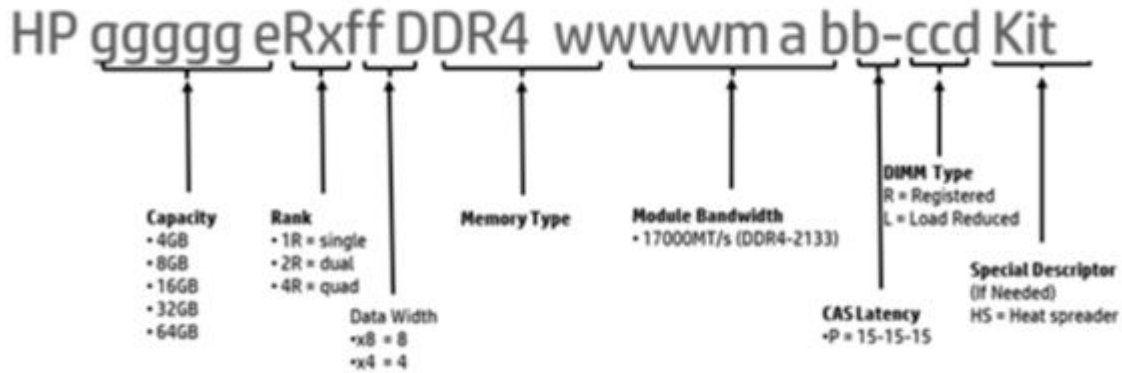 HP ggggg eRxff DDR4 wwwwm a bb-ccd Kit
Capacity
• 4GB
• 8GB
• 16GB
• 32GB
• 64GB
Rank
• 1R = single
• 2R = dual
• 4R = quad
Data Width
•x8 = 8
•x4 = 4
Memory Type
Module Bandwidth
• 17000MT/s (DDR4-2133)
CAS Latency
•P = 15-15-15
DIMM Type
R = Registered
L = Load Reduced
Special Descriptor
(If Needed)
HS = Heat spreader